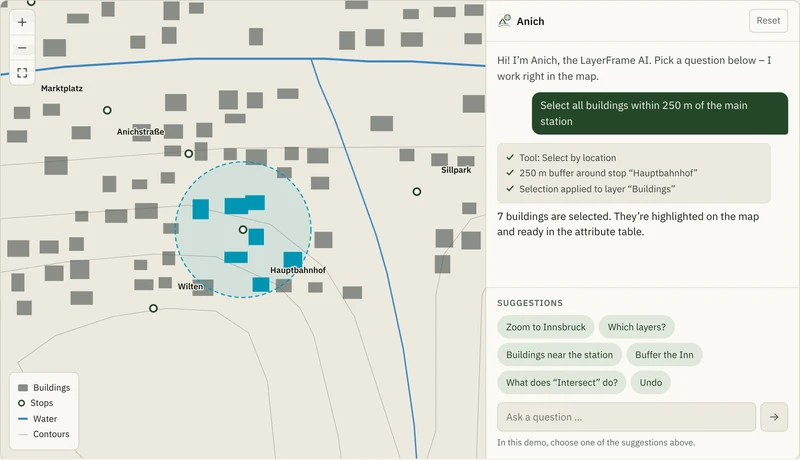 +
−
Marktplatz
Anichstraße
Sillpark
Hauptbahnhof
Wilten
Buildings
Stops
Water
Contours
Anich
Reset
Hi! I’m Anich, the LayerFrame AI. Pick a question below – I
work right in the map.
Select all buildings within 250 m of the main
station
Tool: Select by location
250 m buffer around stop “Hauptbahnhof”
Selection applied to layer “Buildings”
7 buildings are selected. They’re highlighted on the map
and ready in the attribute table.
SUGGESTIONS
Zoom to Innsbruck
Which layers?
Buildings near the station
Buffer the Inn
What does “Intersect” do?
Undo
Ask a question ...
In this demo, choose one of the suggestions above.